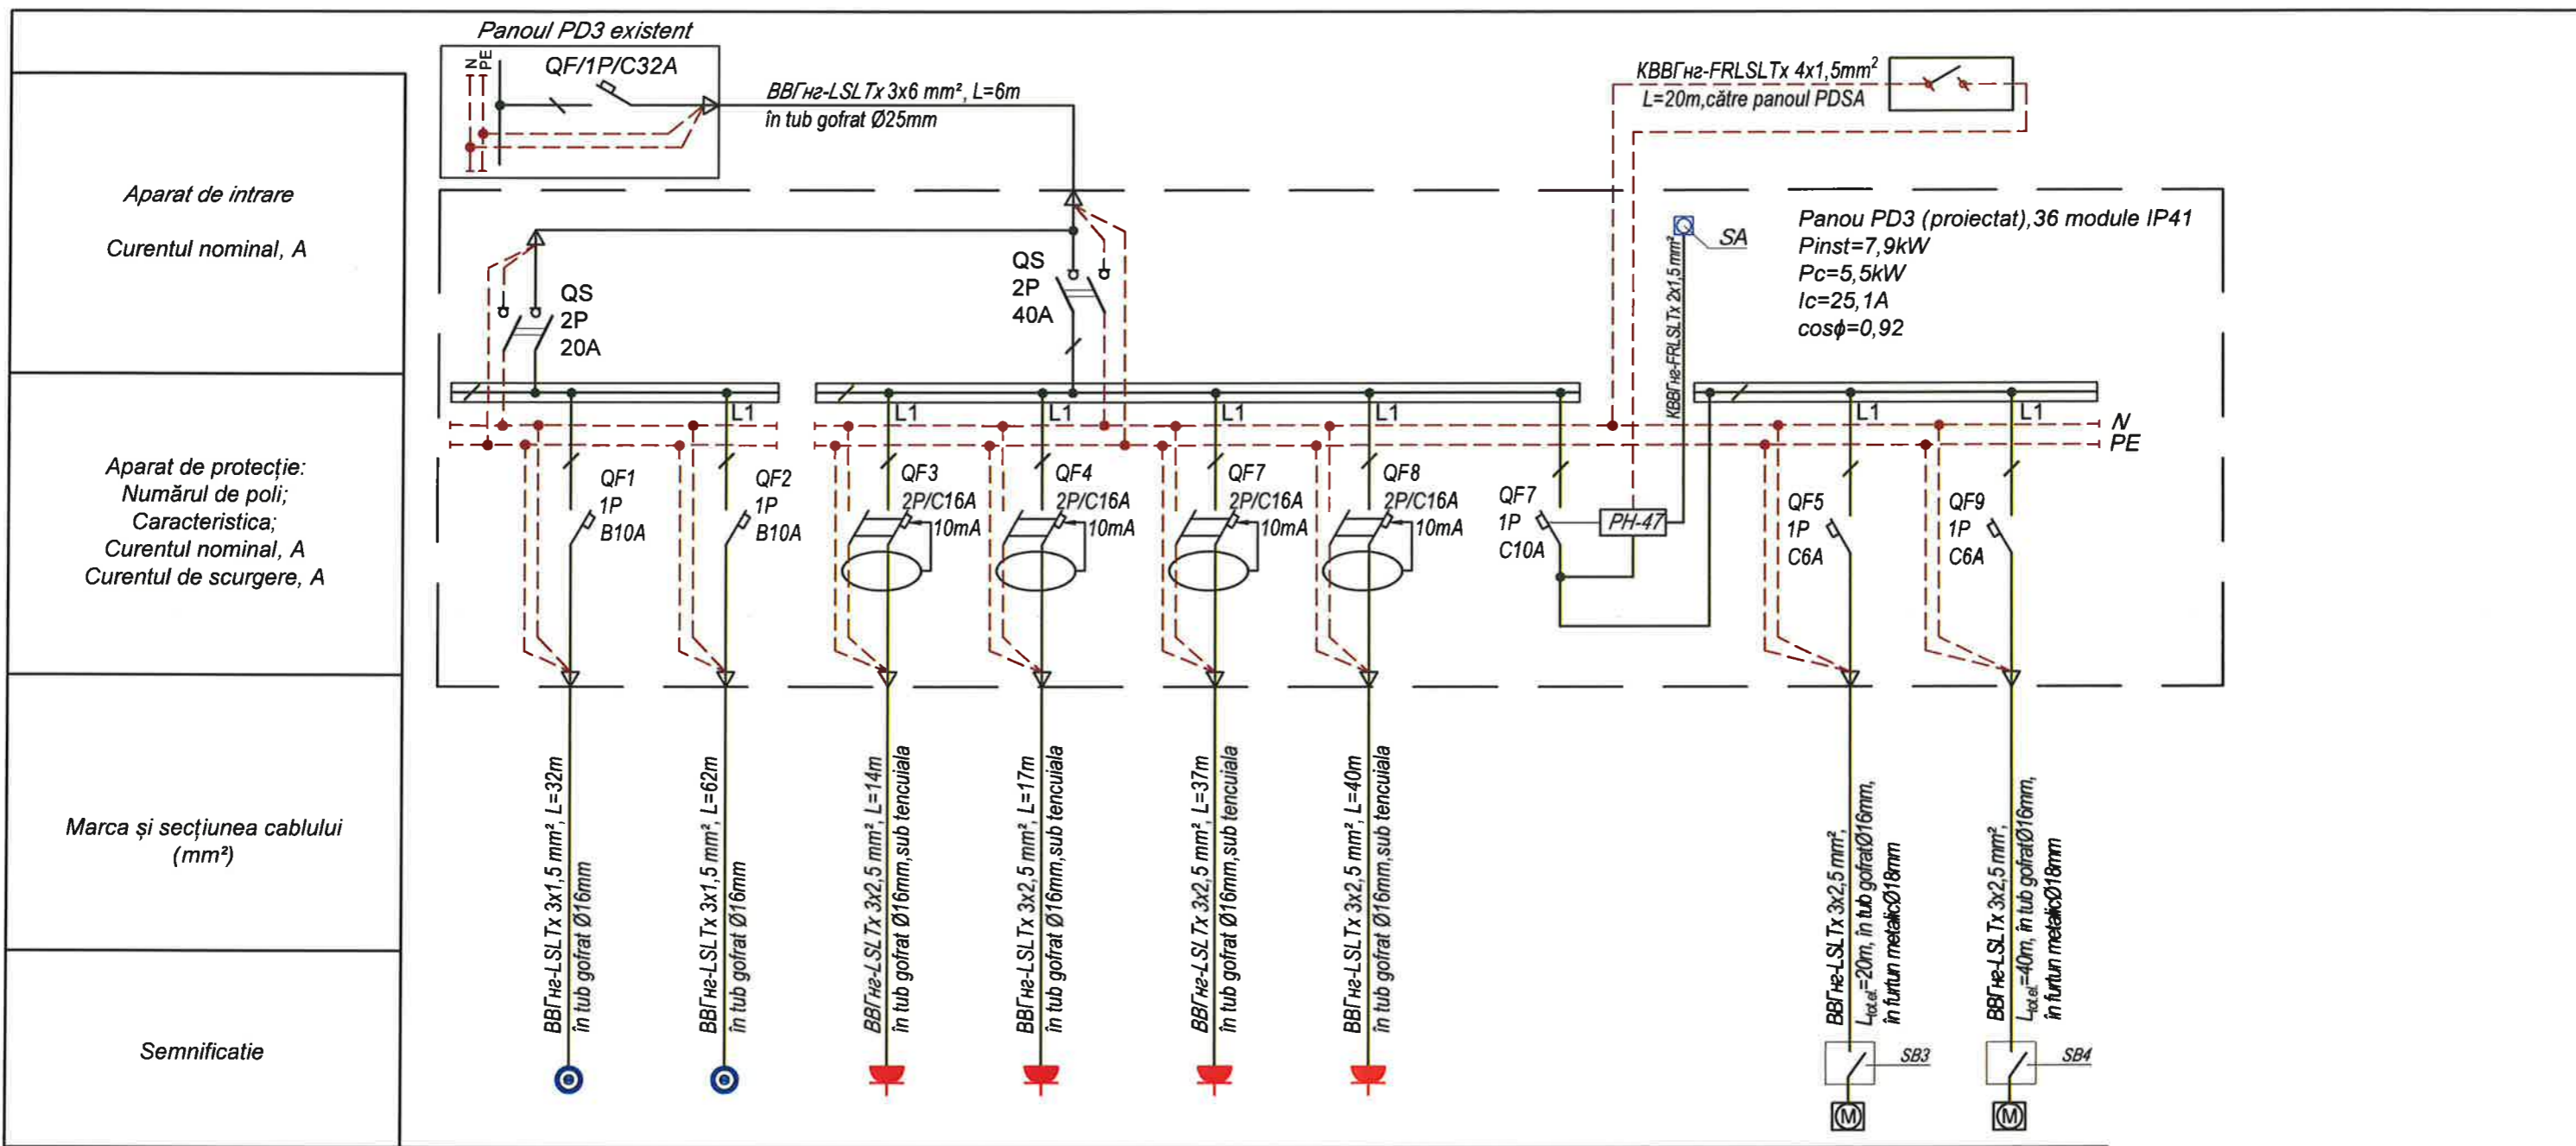 Panoul PD3 existent
N
PE
QF/1P/C32A
ВВГнг-LSLTx 3x6 mm², L=6m
în tub gofrat Ø25mm
КВВГнг-FRLSLTx 4x1,5mm²
L=20m,către panoul PDSA
Aparat de intrare
Curentul nominal, A
QS
2P
20A
QS
2P
40A
КВВГнг-FRLSLTx 2x1,5 mm²
SA
Panou PD3 (proiectat),36 module IP41
Pinst=7,9kW
Pc=5,5kW
Ic=25,1A
cosϕ=0,92
L1
L1
L1
L1
L1
L1
L1
N
PE
Aparat de protecție:
Numărul de poli;
Caracteristica;
Curentul nominal, A
Curentul de scurgere, A
QF1
1P
B10A
QF2
1P
B10A
QF3
2P/C16A
10mA
QF4
2P/C16A
10mA
QF7
2P/C16A
10mA
QF8
2P/C16A
10mA
QF7
1P
C10A
PH-47
QF5
1P
C6A
QF9
1P
C6A
Marca și secțiunea cablului
(mm²)
ВВГнг-LSLTx 3x1,5 mm², L=32m
în tub gofrat Ø16mm
ВВГнг-LSLTx 3x1,5 mm², L=62m
în tub gofrat Ø16mm
ВВГнг-LSLTx 3x2,5 mm², L=14m
în tub gofrat Ø16mm,sub tencuiala
ВВГнг-LSLTx 3x2,5 mm², L=17m
în tub gofrat Ø16mm,sub tencuiala
ВВГнг-LSLTx 3x2,5 mm², L=37m
în tub gofrat Ø16mm,sub tencuiala
ВВГнг-LSLTx 3x2,5 mm², L=40m
în tub gofrat Ø16mm,sub tencuiala
ВВГнг-LSLTx 3x2,5 mm²,
Ltot.el.=20m, în tub gofratØ16mm,
în furtun metalicØ18mm
ВВГнг-LSLTx 3x2,5 mm²,
Ltot.el.=40m, în tub gofratØ16mm,
în furtun metalicØ18mm
Semnificatie
SB3
SB4
M
M